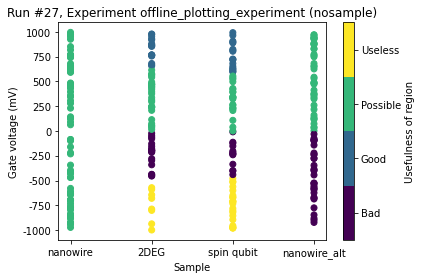 Run #27, Experiment offline_plotting_experiment (nosample)
Gate voltage (mV)
1000
750
500
250
0
-250
-500
-750
-1000
nanowire
2DEG
spin qubit
nanowire_alt
Sample
Useless
Possible
Good
Bad
Usefulness of region